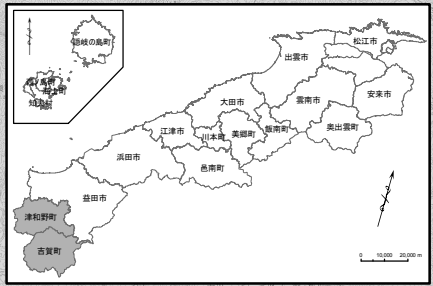 隠岐の島町
西ノ島町
海士町
知夫村
松江市
出雲市
安来市
雲南市
大田市
奥出雲町
飯南町
美郷町
川本町
江津市
邑南町
浜田市
益田市
津和野町
吉賀町
0 10,000 20,000 m